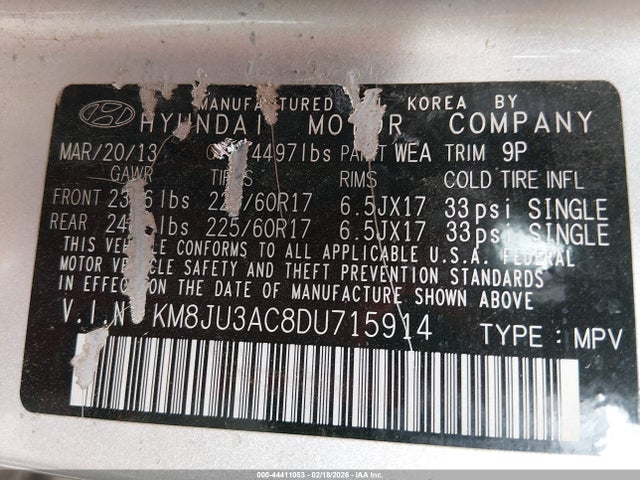 MANUFACTURED KOREA BY
HYUNDAI MOTOR COMPANY
MAR/20/13 4497lbs PAINT WEA TRIM 9P
GAWR TIRES RIMS COLD TIRE INFL
FRONT lbs 225/60R17 6.5JX17 33psi SINGLE
REAR lbs 225/60R17 6.5JX17 33psi SINGLE
THIS VEHICLE CONFORMS TO ALL APPLICABLE U.S.A. FEDERAL
MOTOR VEHICLE SAFETY AND THEFT PREVENTION STANDARDS
IN EFFECT ON THE DATE OF MANUFACTURE SHOWN ABOVE
V.I.N KM8JU3AC8DU715914 TYPE : MPV
000-44411053 - 02/18/2026 - IAA, Inc.